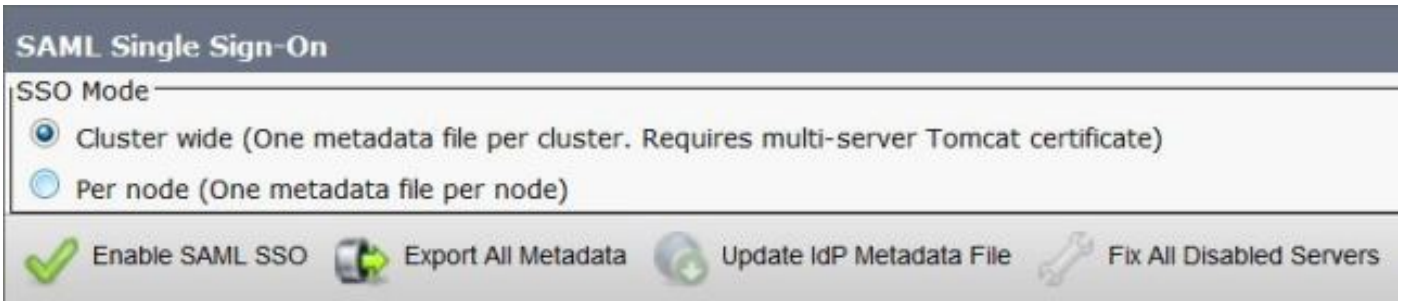 SAML Single Sign-On
SSO Mode
Cluster wide (One metadata file per cluster. Requires multi-server Tomcat certificate)
Per node (One metadata file per node)
Enable SAML SSO Export All Metadata Update IdP Metadata File Fix All Disabled Servers